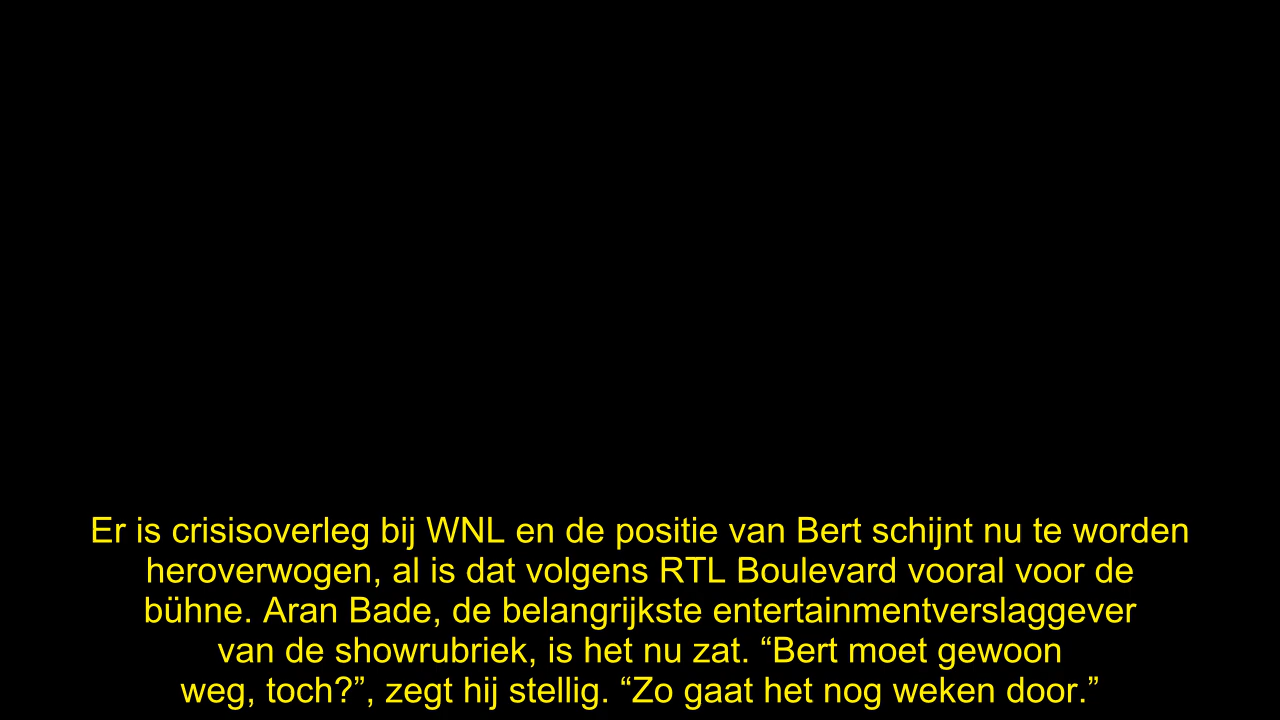 Er is crisisoverleg bij WNL en de positie van Bert schijnt nu te worden
heroverwogen, al is dat volgens RTL Boulevard vooral voor de
bühne. Aran Bade, de belangrijkste entertainmentverslaggever
van de showrubriek, is het nu zat. “Bert moet gewoon
weg, toch?”, zegt hij stellig. “Zo gaat het nog weken door.”